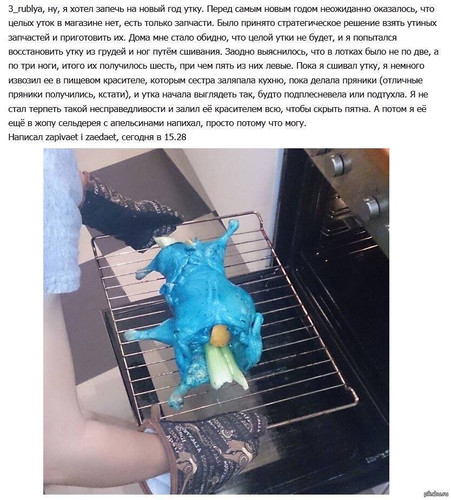 3_rublya, ну, я хотел запечь на новый год утку. Перед самым новым годом неожиданно оказалось, что
целых уток в магазине нет, есть только запчасти. Было принято стратегическое решение взять утиных
запчастей и приготовить их. Дома мне стало обидно, что целой утки не будет, и я попытался
восстановить утку из грудей и ног путём сшивания. Заодно выяснилось, что в лотках было не по две, а
по три ноги, итого их получилось шесть, при чем пять из них левые. Пока я сшивал утку, я немного
извозил ее в пищевом красителе, которым сестра заляпала кухню, пока делала пряники (отличные
пряники получились, кстати), и утка начала выглядеть так, будто подплесневела или подтухла. Я не
стал терпеть такой несправедливости и залил её красителем всю, чтобы скрыть пятна. А потом я её
ещё в жопу сельдерея с апельсинами напихал, просто потому что могу.
Написал zapivaet i zaedaet, сегодня в 15.28
pikabu.ru